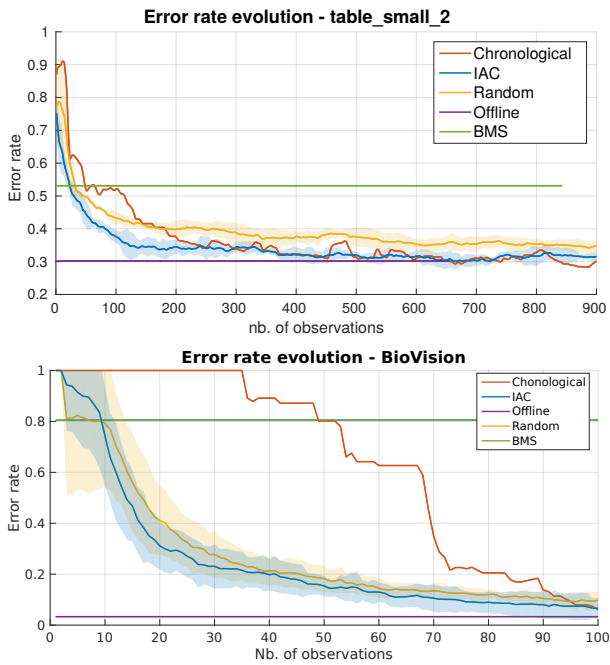 Error rate evolution - table_small_2
Error rate
1
0.9
0.8
0.7
0.6
0.5
0.4
0.3
0.2
Chronological
IAC
Random
Offline
BMS
0 100 200 300 400 500 600 700 800 900
nb. of observations
Error rate evolution - BioVision
Error rate
1
0.8
0.6
0.4
0.2
0
Chonological
IAC
Offline
Random
BMS
0 10 20 30 40 50 60 70 80 90 100
Nb. of observations